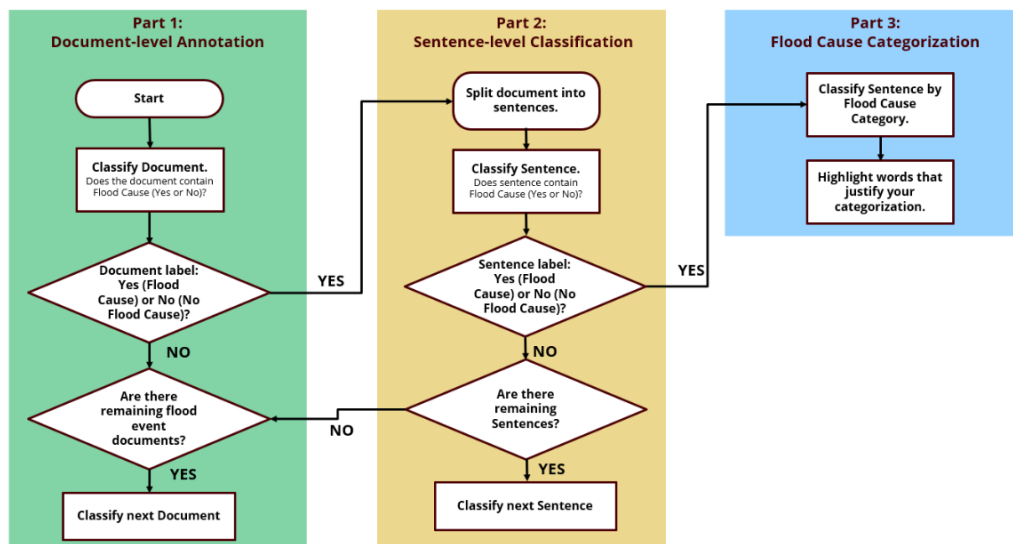 Part 1:
Document-level Annotation
Start
Classify Document.
Does the document contain
Flood Cause (Yes or No)?
Document label:
Yes (Flood
Cause) or No (No
Flood Cause)?
YES
NO
Are there
remaining flood
event
documents?
YES
Classify next Document
Part 2:
Sentence-level Classification
Split document into
sentences.
Classify Sentence.
Does sentence contain
Flood Cause (Yes or No)?
Sentence label:
Yes (Flood
Cause) or No (No
Flood Cause)?
YES
NO
Are there
remaining
Sentences?
NO
YES
Classify next Sentence
Part 3:
Flood Cause Categorization
Classify Sentence by
Flood Cause
Category.
Highlight words that
justify your
categorization.